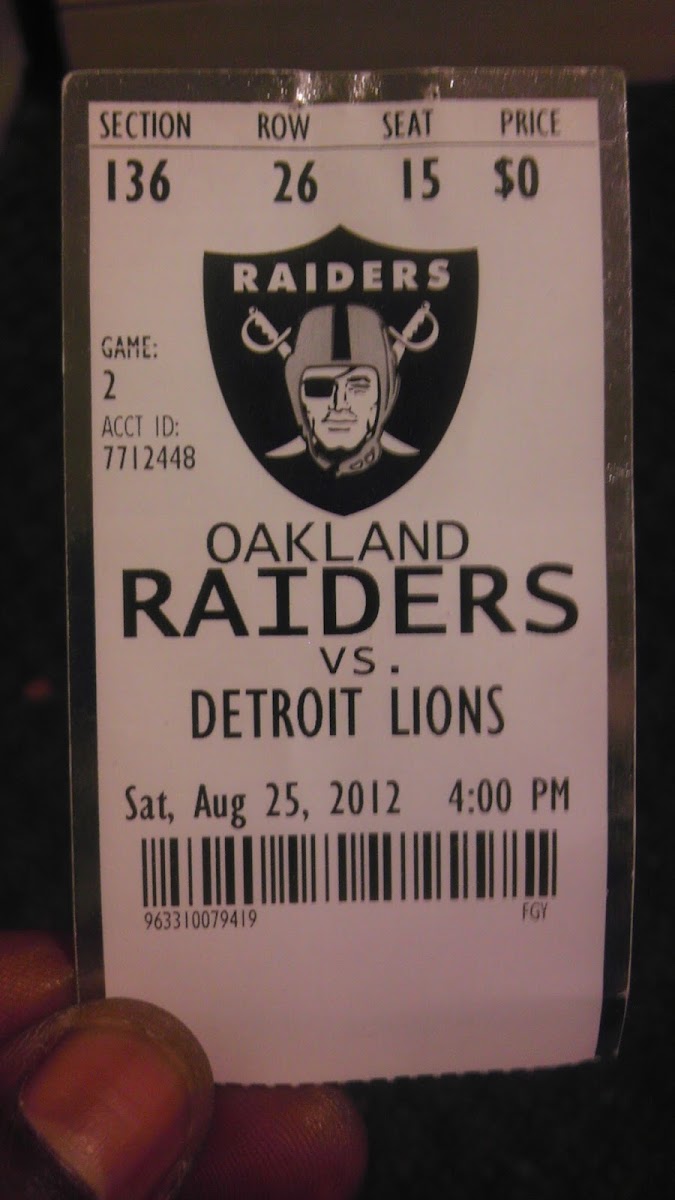 SECTION ROW SEAT PRICE
136 26 15 $0
RAIDERS
GAME:
2
ACCT ID:
7712448
OAKLAND
RAIDERS
VS.
DETROIT LIONS
Sat, Aug 25, 2012 4:00 PM
963310079419 FGY